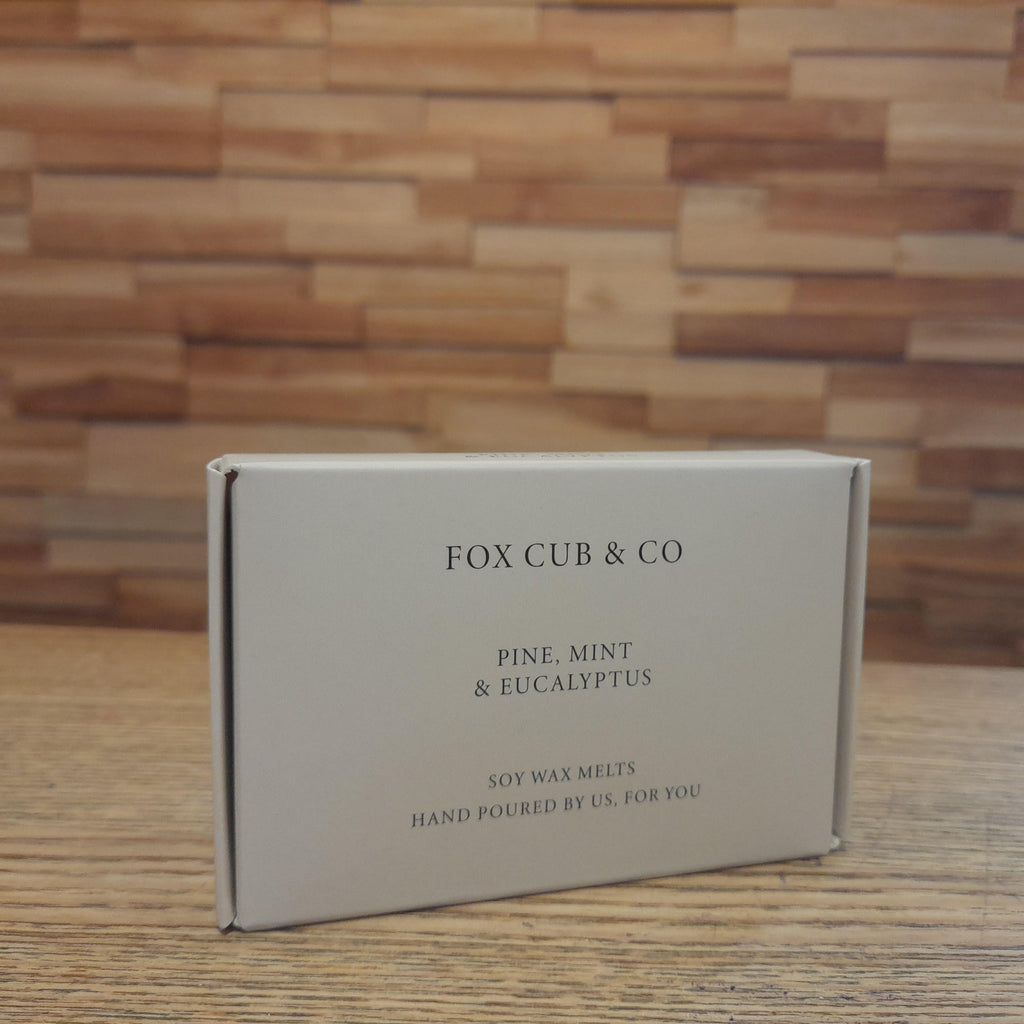 FOX CUB & CO
PINE, MINT
& EUCALYPTUS
SOY WAX MELTS
HAND POURED BY US, FOR YOU